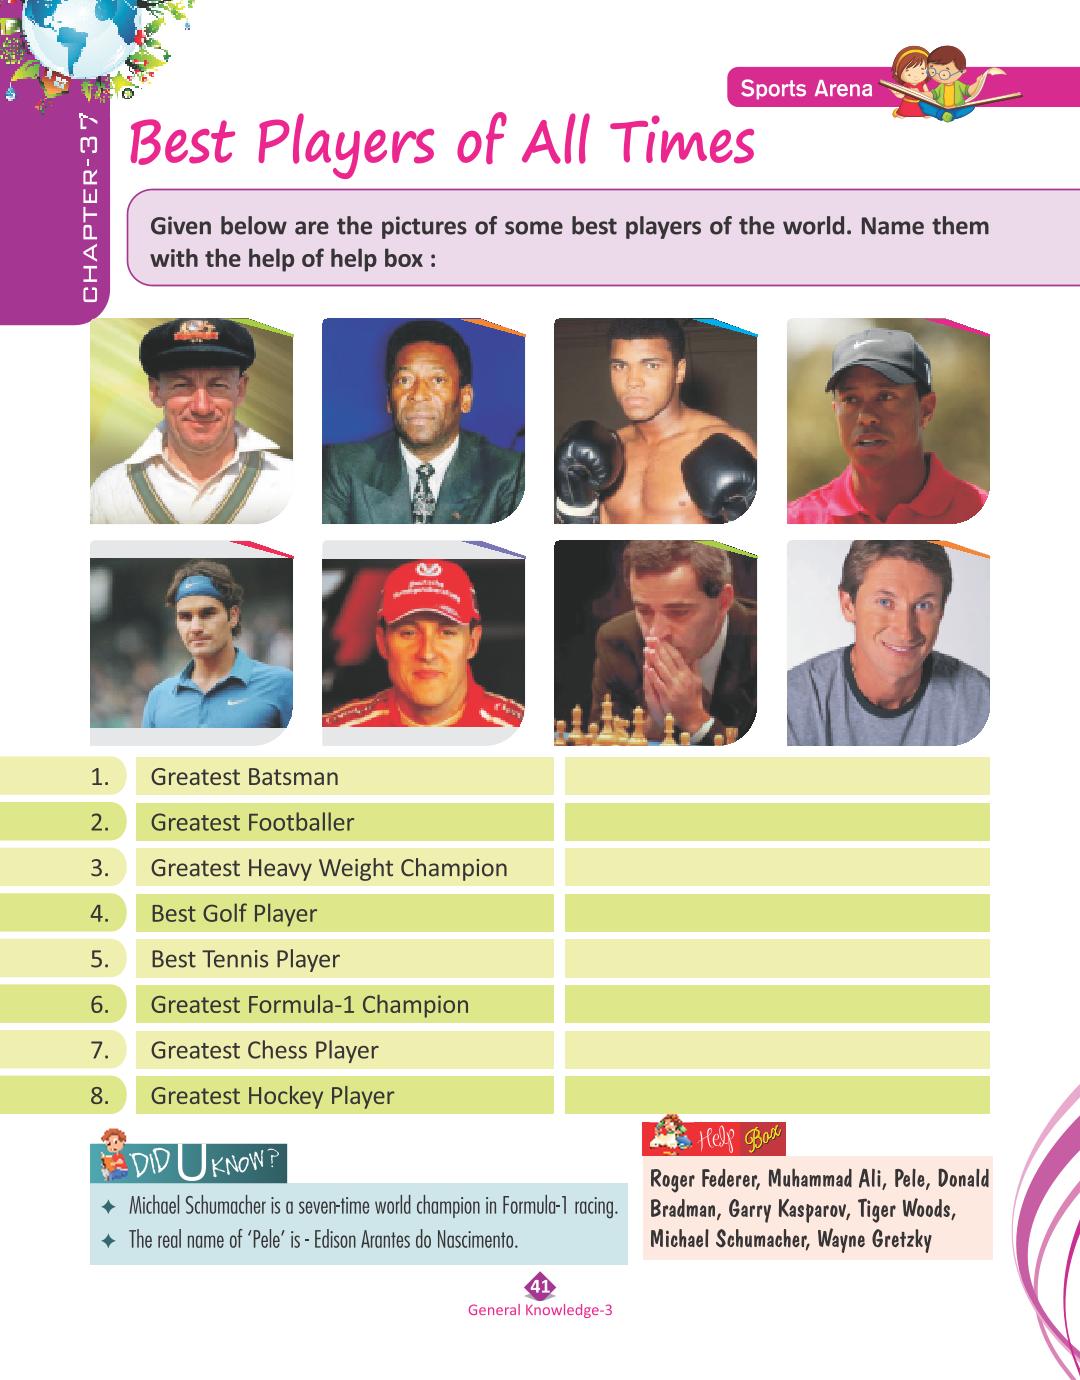 Sports Arena
CHAPTER-37
Best Players of All Times
Given below are the pictures of some best players of the world. Name them
with the help of help box :
1. Greatest Batsman
2. Greatest Footballer
3. Greatest Heavy Weight Champion
4. Best Golf Player
5. Best Tennis Player
6. Greatest Formula-1 Champion
7. Greatest Chess Player
8. Greatest Hockey Player
DID U KNOW?
✦ Michael Schumacher is a seven-time world champion in Formula-1 racing.
✦ The real name of ‘Pele’ is - Edison Arantes do Nascimento.
Help Box
Roger Federer, Muhammad Ali, Pele, Donald
Bradman, Garry Kasparov, Tiger Woods,
Michael Schumacher, Wayne Gretzky
41
General Knowledge-3